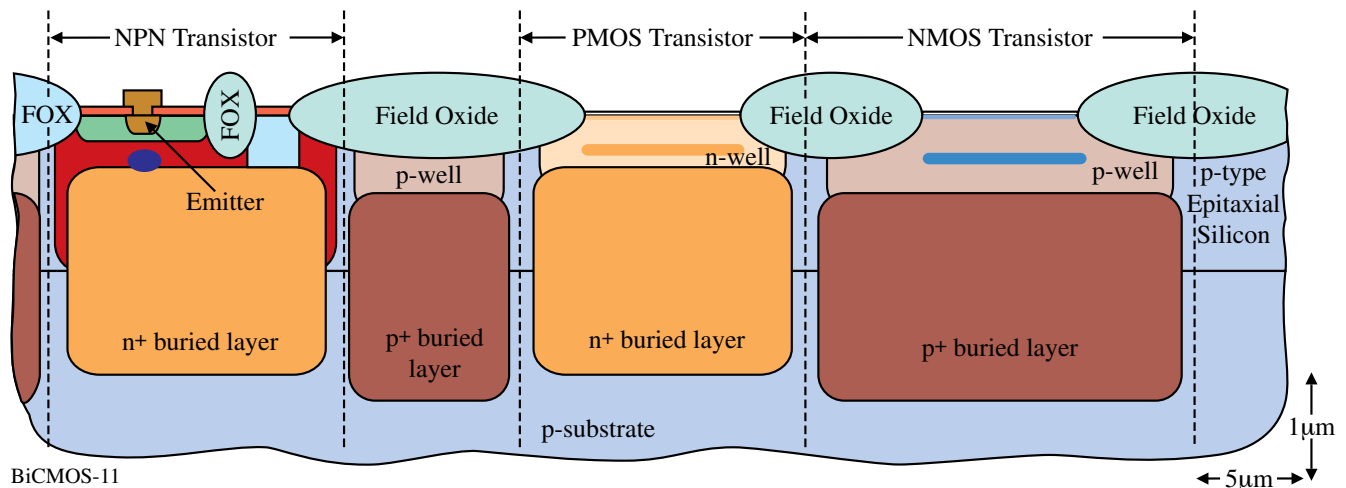 NPN Transistor
PMOS Transistor
NMOS Transistor
FOX
FOX
Field Oxide
Field Oxide
Field Oxide
Emitter
p-well
n-well
p-well
p-type
Epitaxial
Silicon
n+ buried layer
p+ buried
layer
n+ buried layer
p+ buried layer
p-substrate
1μm
5μm
BiCMOS-11